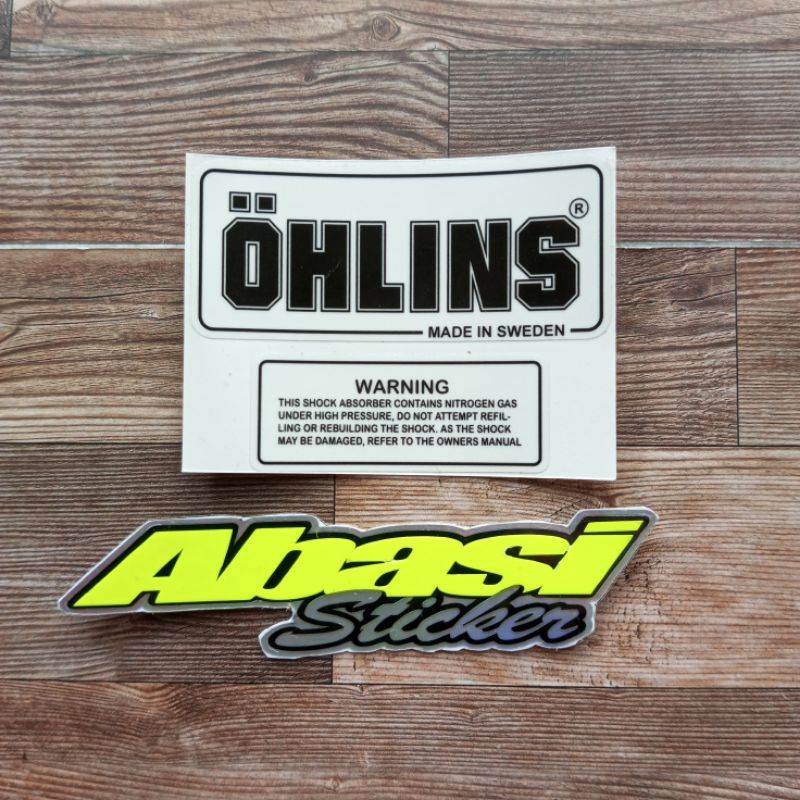 ÖHLINS
®
MADE IN SWEDEN
WARNING
THIS SHOCK ABSORBER CONTAINS NITROGEN GAS
UNDER HIGH PRESSURE, DO NOT ATTEMPT REFIL-
LING OR REBUILDING THE SHOCK. AS THE SHOCK
MAY BE DAMAGED, REFER TO THE OWNERS MANUAL
Abasi
Sticker